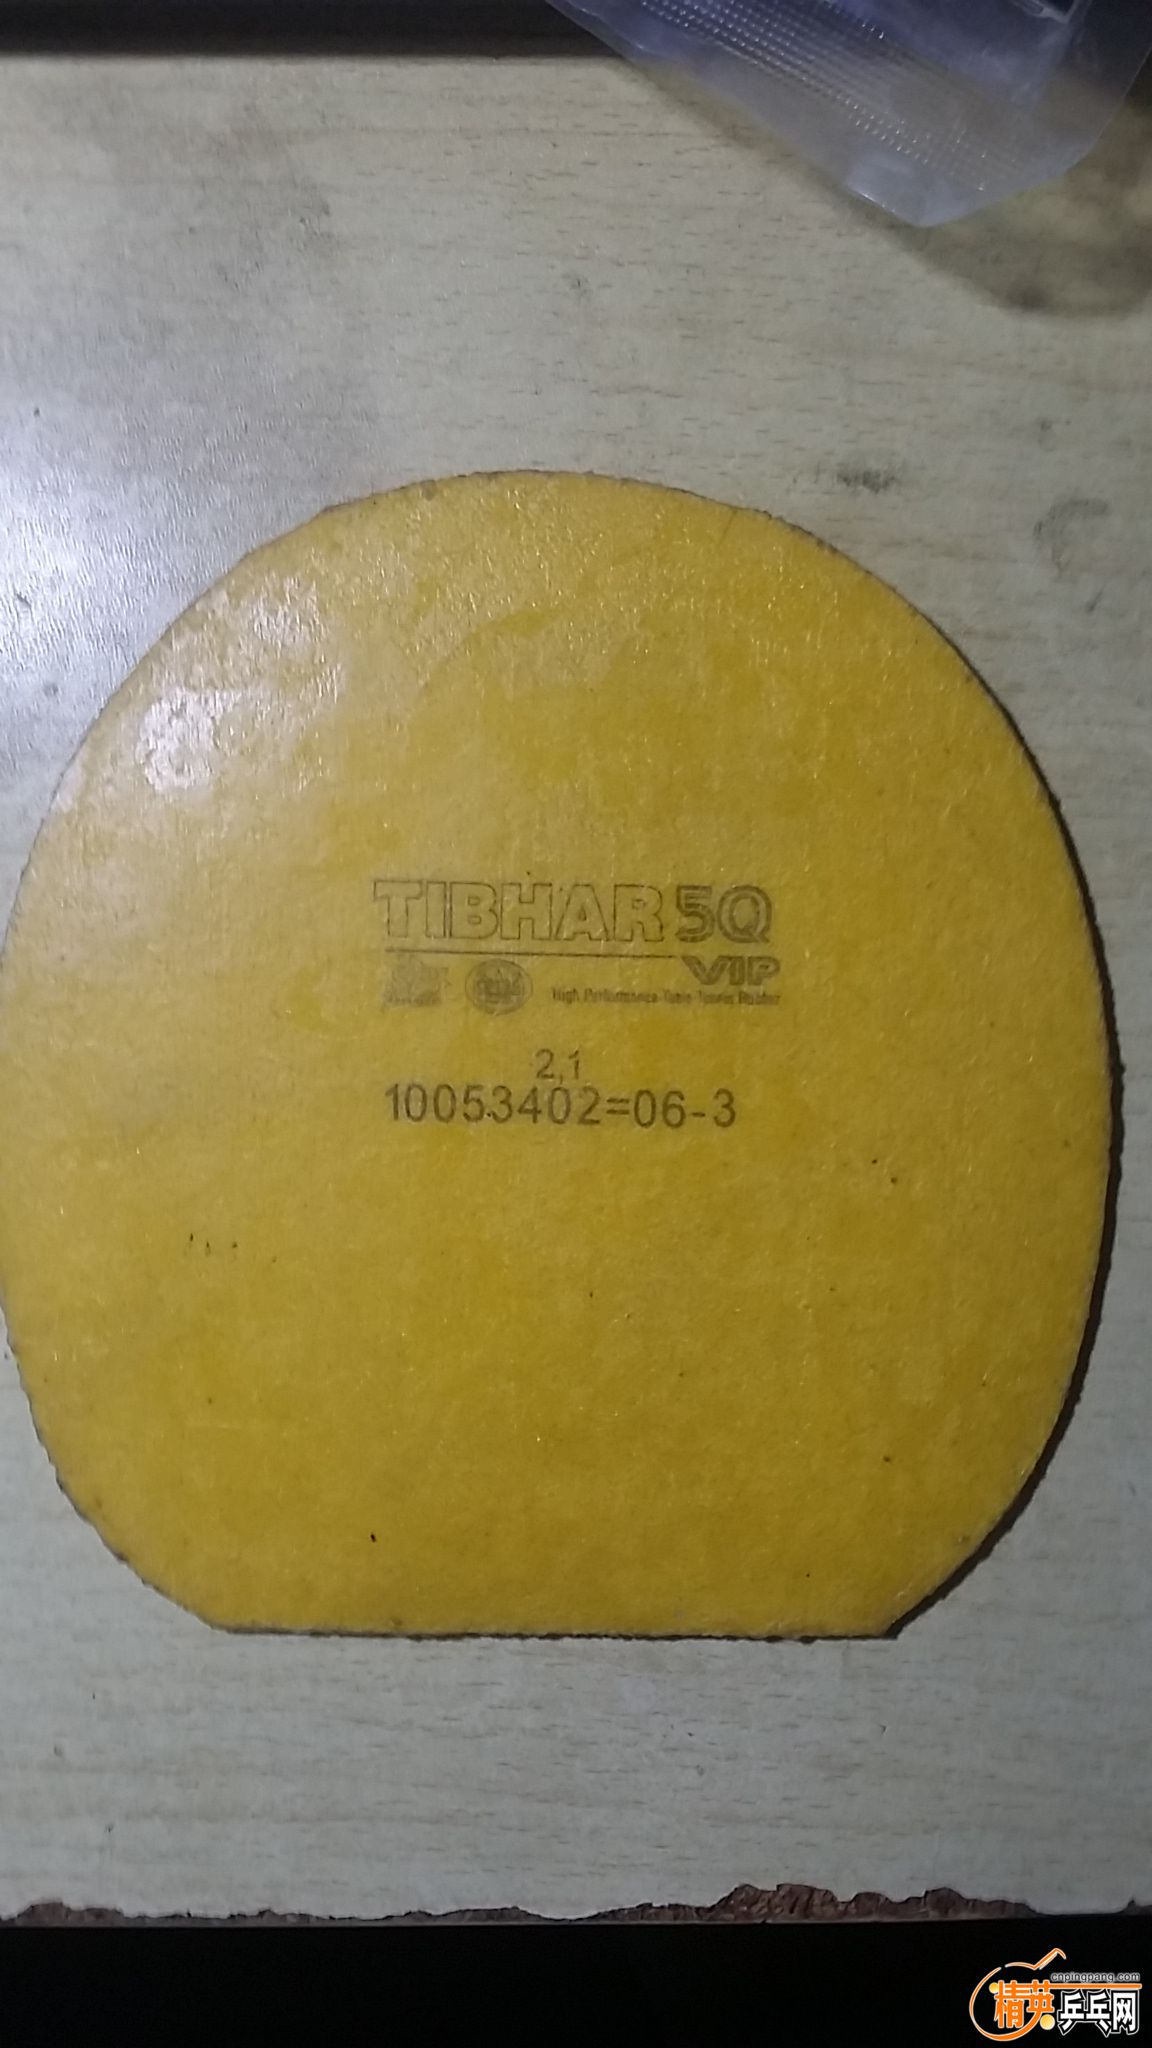 TIBHAR 5Q
VIP
High Performance Table Tennis Rubber
2,1
10053402=06-3
cnpingpang.com
精英乒乓网